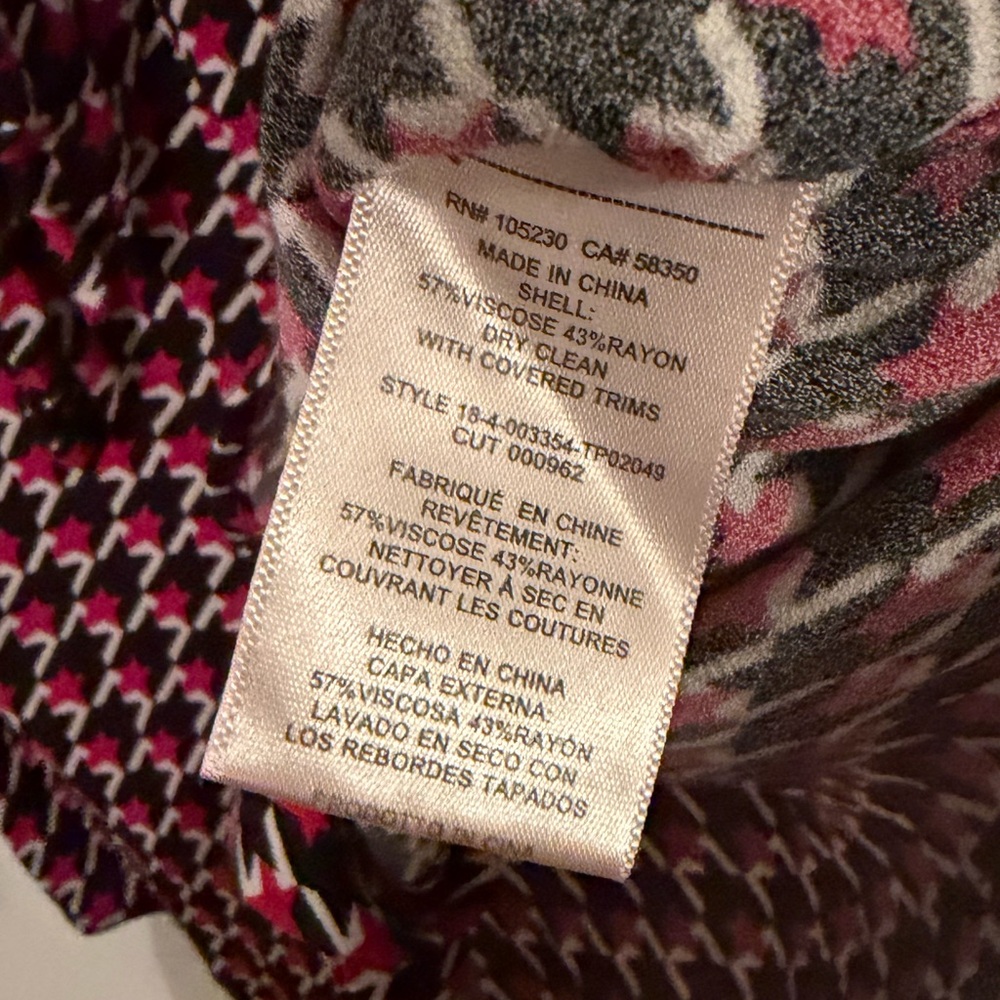 RN# 105230 CA# 58350
MADE IN CHINA
SHELL:
57%VISCOSE 43%RAYON
DRY CLEAN
WITH COVERED TRIMS
STYLE 18-4-003354-TP02049
CUT 000962
FABRIQUÉ EN CHINE
REVÊTEMENT:
57%VISCOSE 43%RAYONNE
NETTOYER À SEC EN
COUVRANT LES COUTURES
HECHO EN CHINA
CAPA EXTERNA:
57%VISCOSA 43%RAYÓN
LAVADO EN SECO CON
LOS REBORDES TAPADOS